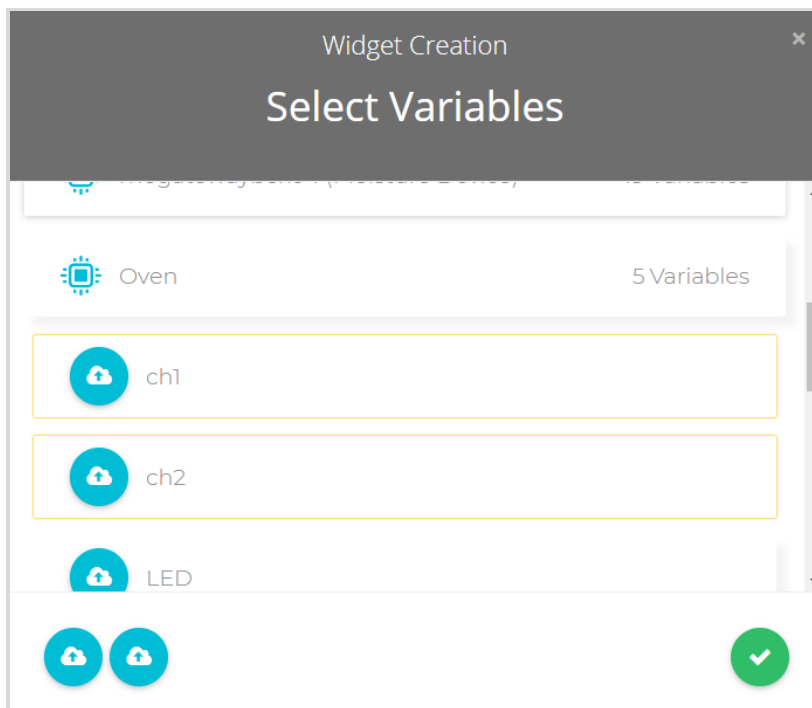 Widget Creation
×
Select Variables
Oven
5 Variables
ch1
ch2
LED